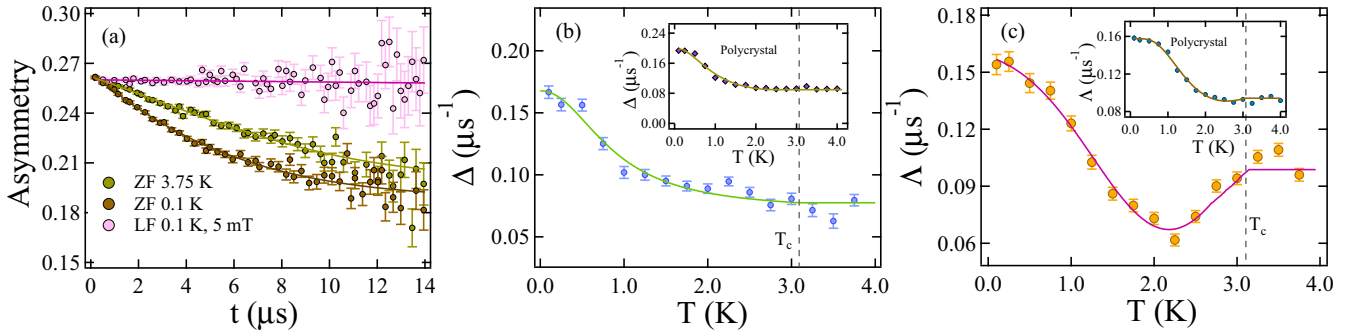 (a)
Asymmetry
0.30
0.27
0.24
0.21
0.18
0.15
ZF 3.75 K
ZF 0.1 K
LF 0.1 K, 5 mT
0 2 4 6 8 10 12 14
t (μs)
(b)
Δ (μs⁻¹)
0.20
0.15
0.10
0.05
0.0 1.0 2.0 3.0 4.0
T (K)
T_c
Polycrystal
Δ (μs⁻¹)
0.24
0.16
0.08
0.00
0.0 1.0 2.0 3.0 4.0
T (K)
(c)
Λ (μs⁻¹)
0.18
0.15
0.12
0.09
0.06
0.0 1.0 2.0 3.0 4.0
T (K)
T_c
Polycrystal
Λ (μs⁻¹)
0.16
0.12
0.08
0.0 1.0 2.0 3.0 4.0
T (K)